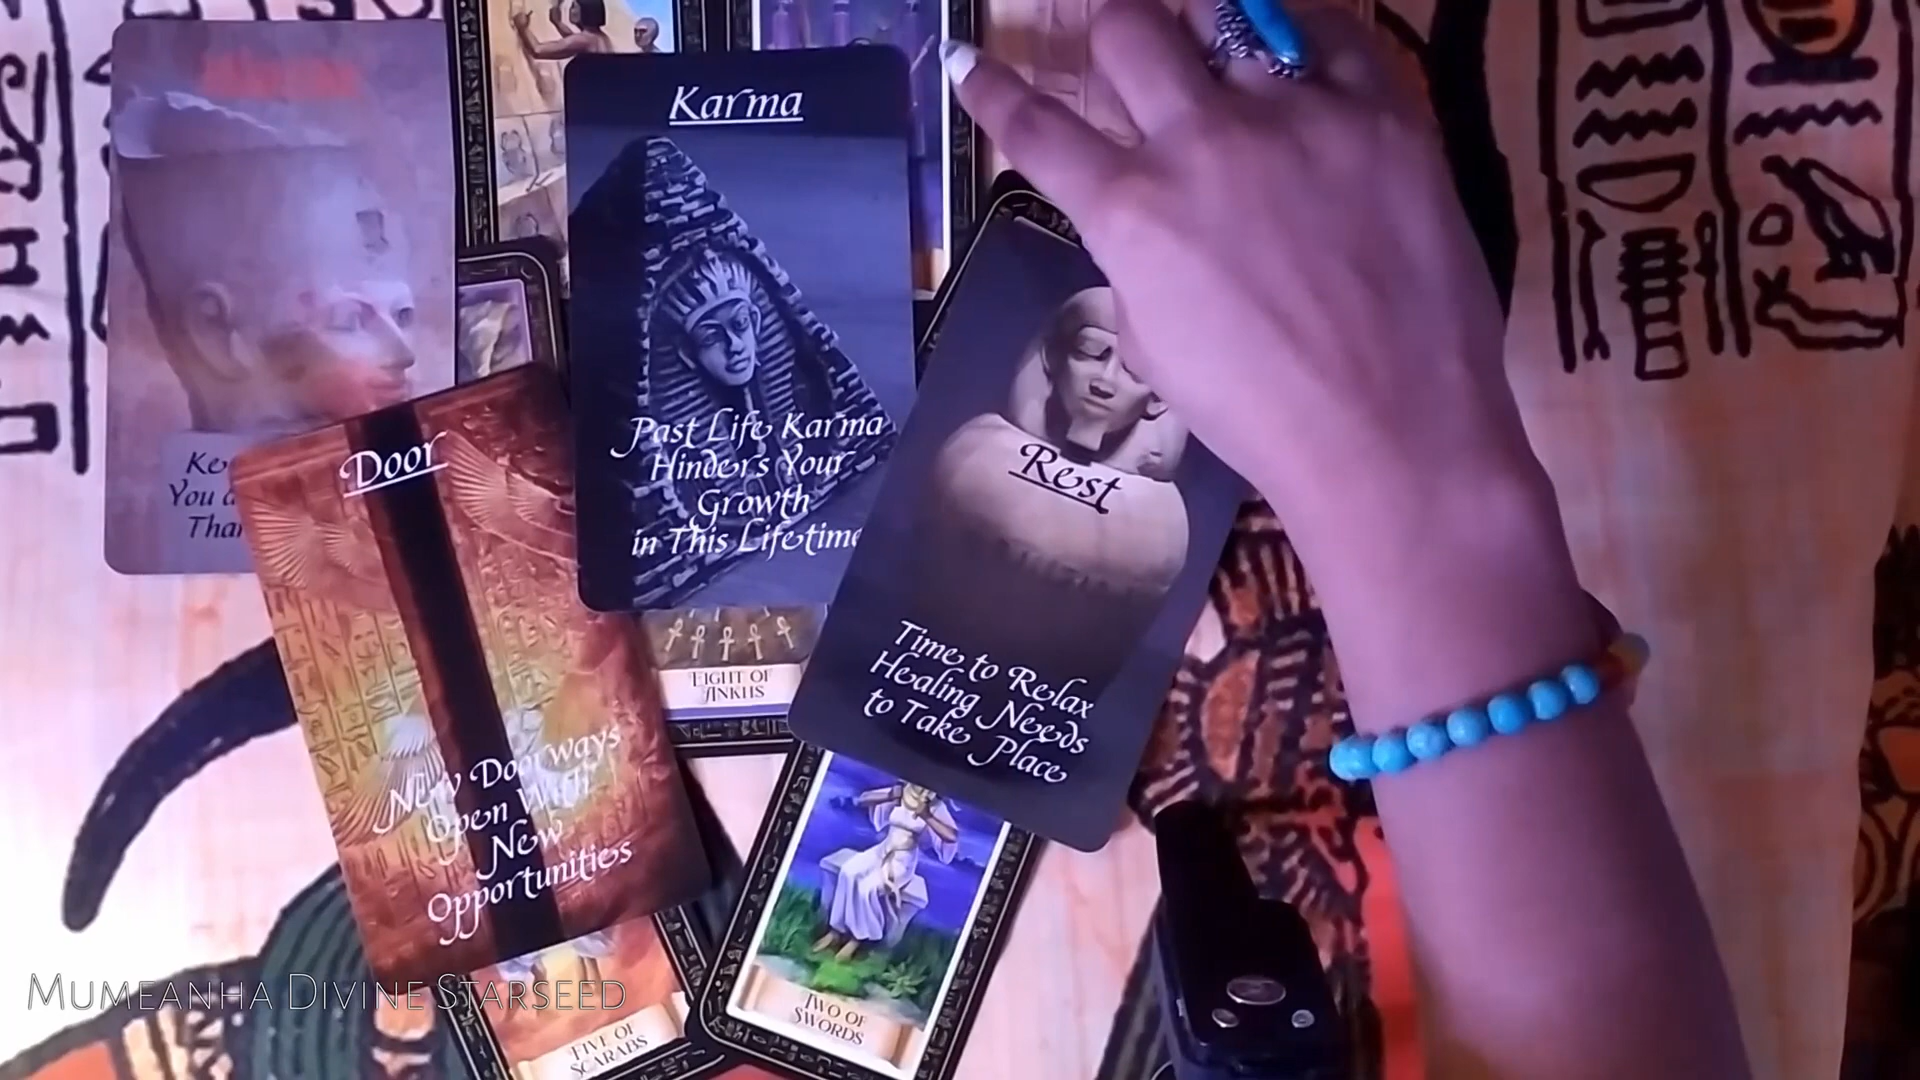 Karma
Past Life Karma
Hinders Your
Growth
in This Lifetime
Door
New Doorways
Open With
New
Opportunities
Rest
Time to Relax
Healing Needs
to Take Place
You
EIGHT OF
ANKHS
TWO OF
SWORDS
FIVE OF
SCARABS
MUMEANHA DIVINE STARSEED